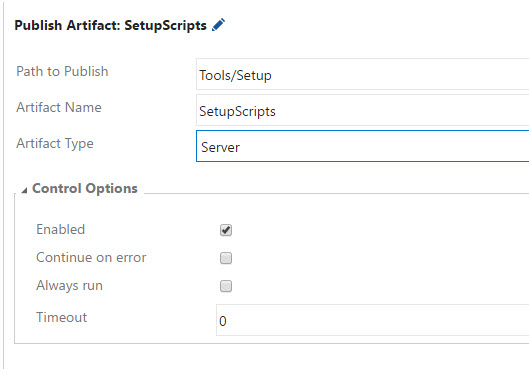 Publish Artifact: SetupScripts
Path to Publish Tools/Setup
Artifact Name SetupScripts
Artifact Type Server
Control Options
Enabled
Continue on error
Always run
Timeout 0